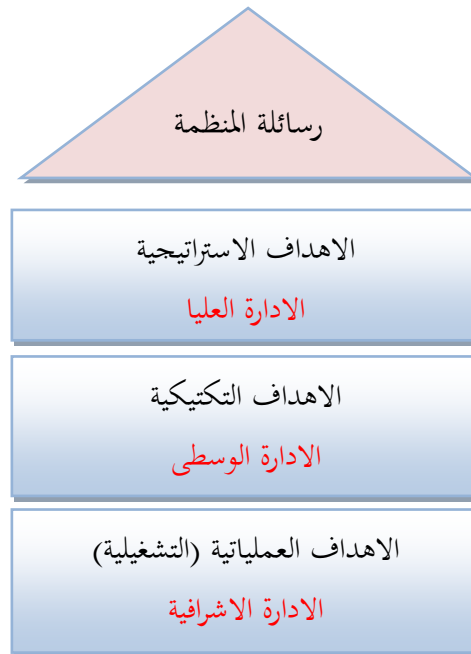 رسائلة المنظمة
الاهداف الاستراتيجية
الادارة العليا
الاهداف التكتيكية
الادارة الوسطى
الاهداف العملياتية (التشغيلية)
الادارة الاشرافية